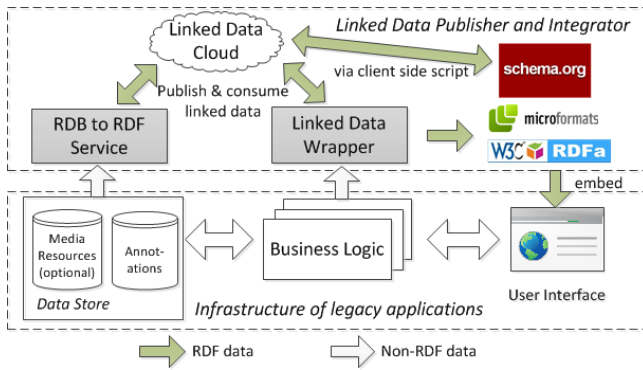 Linked Data
Cloud
Linked Data Publisher and Integrator
via client side script
schema.org
Publish & consume
linked data
RDB to RDF
Service
Linked Data
Wrapper
microformats
W3C RDFa
embed
Media
Resources
(optional)
Annot-
ations
Data Store
Business Logic
User Interface
Infrastructure of legacy applications
RDF data
Non-RDF data